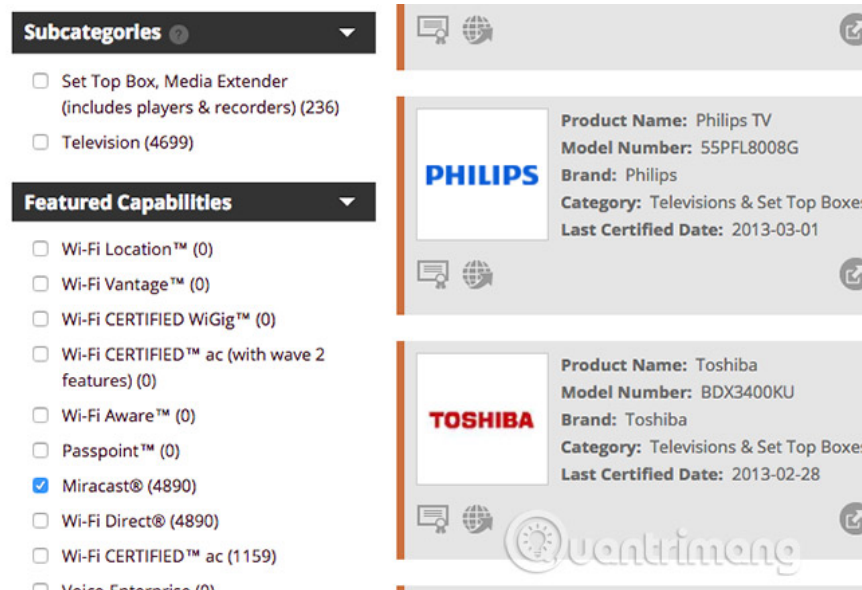 Subcategories ?
Set Top Box, Media Extender
(includes players & recorders) (236)
Television (4699)
Featured Capabilities
Wi-Fi Location™ (0)
Wi-Fi Vantage™ (0)
Wi-Fi CERTIFIED WiGig™ (0)
Wi-Fi CERTIFIED™ ac (with wave 2
features) (0)
Wi-Fi Aware™ (0)
Passpoint™ (0)
Miracast® (4890)
Wi-Fi Direct® (4890)
Wi-Fi CERTIFIED™ ac (1159)
Voice-Enterprise (0)
PHILIPS
Product Name: Philips TV
Model Number: 55PFL8008G
Brand: Philips
Category: Televisions & Set Top Boxes
Last Certified Date: 2013-03-01
TOSHIBA
Product Name: Toshiba
Model Number: BDX3400KU
Brand: Toshiba
Category: Televisions & Set Top Boxes
Last Certified Date: 2013-02-28
Quantrimang